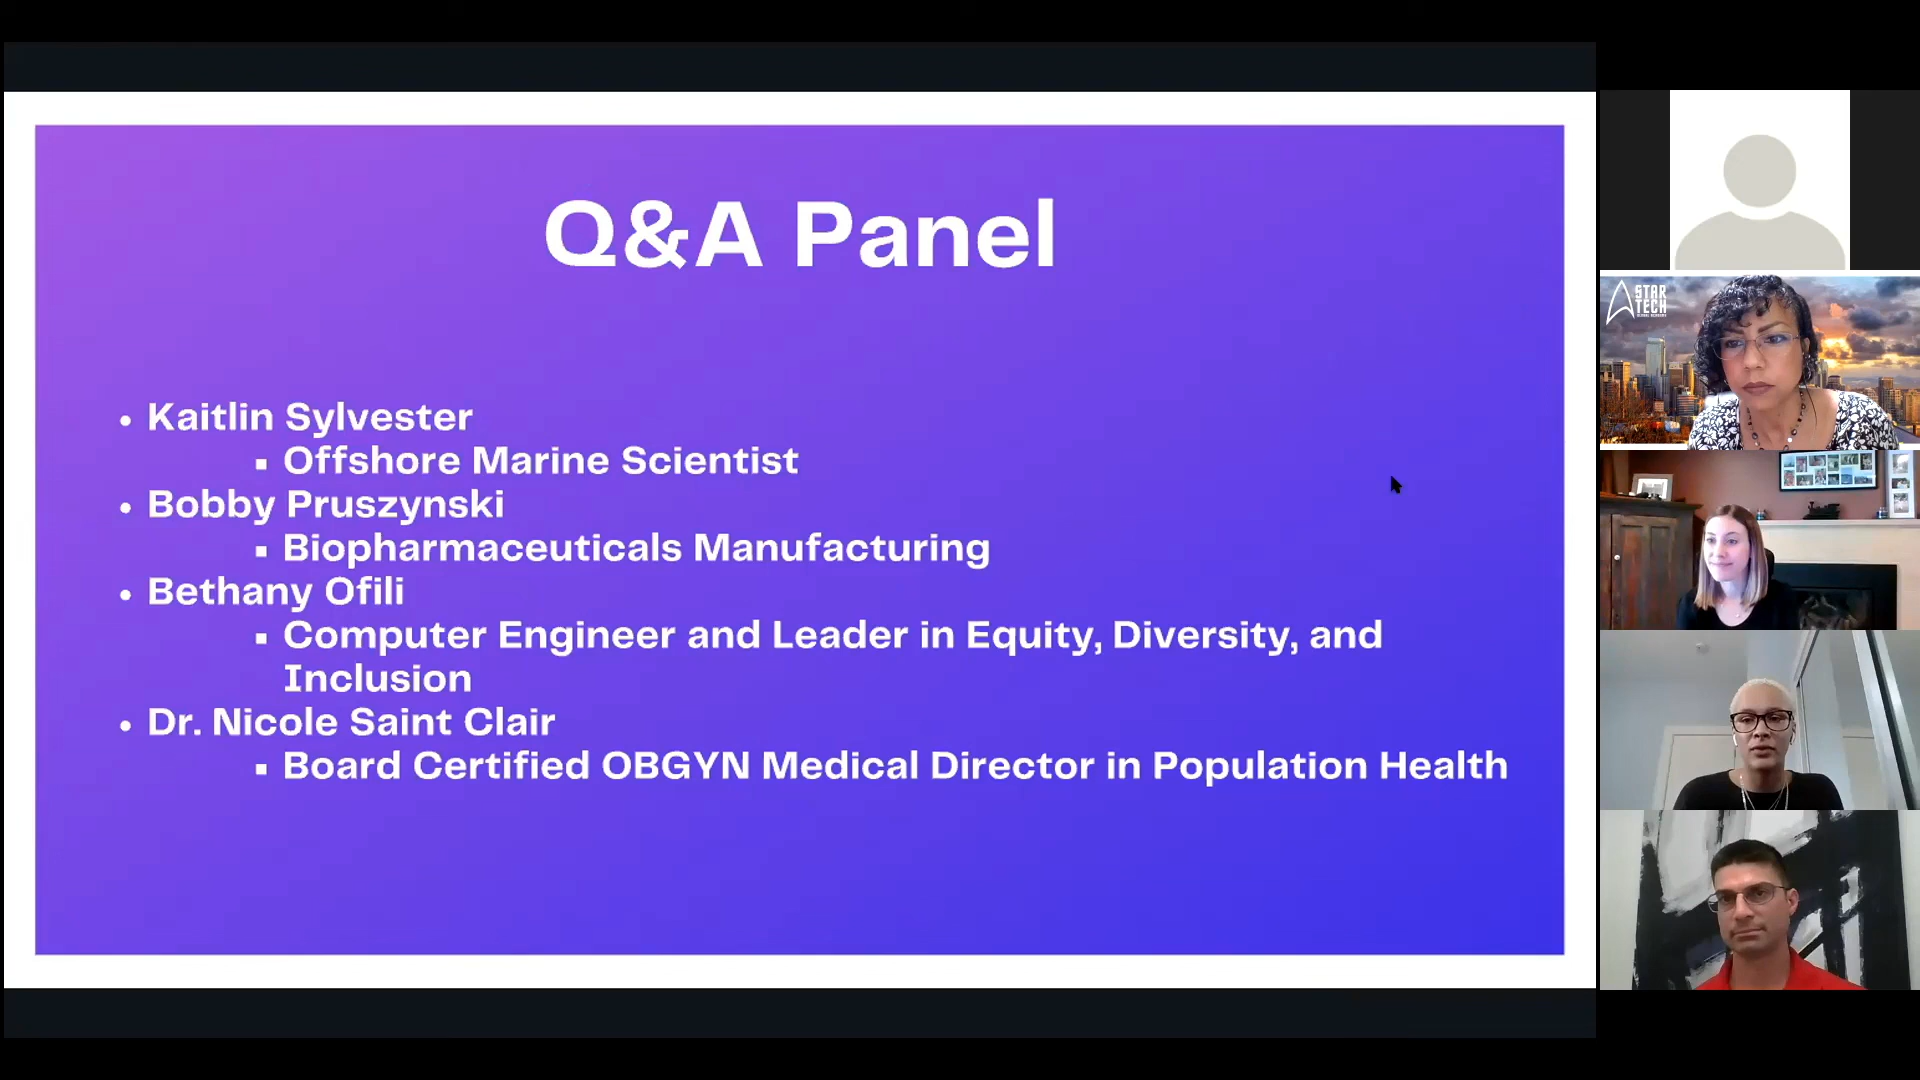 Q&A Panel
• Kaitlin Sylvester
▪ Offshore Marine Scientist
• Bobby Pruszynski
▪ Biopharmaceuticals Manufacturing
• Bethany Ofili
▪ Computer Engineer and Leader in Equity, Diversity, and
Inclusion
• Dr. Nicole Saint Clair
▪ Board Certified OBGYN Medical Director in Population Health
STAR
TECH